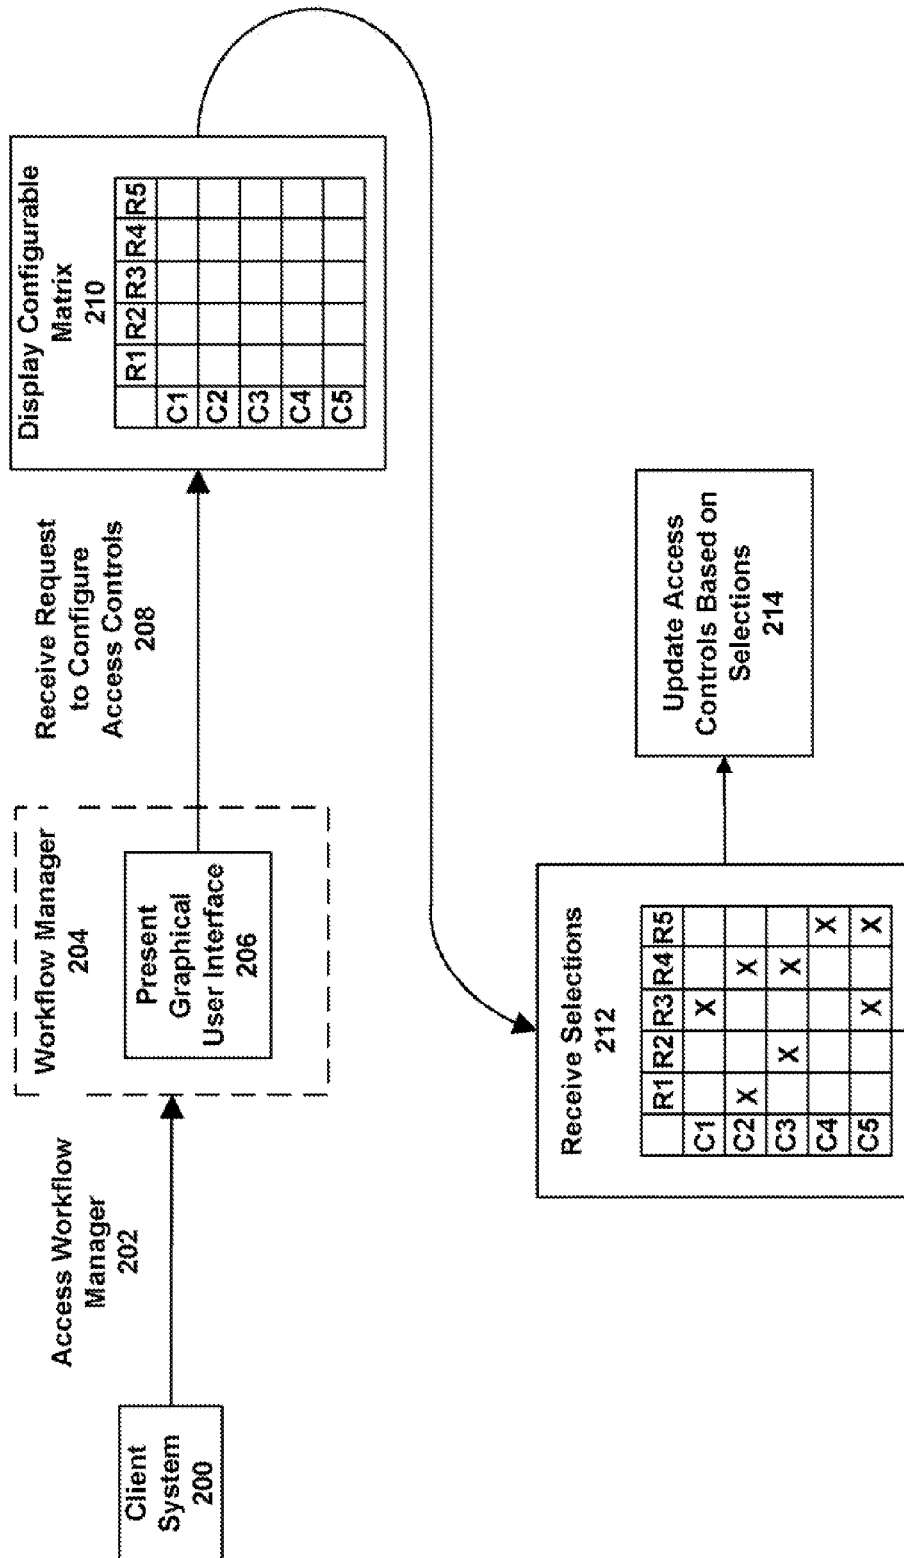 Client
System
200
Access Workflow
Manager
202
Workflow Manager
204
Present
Graphical
User Interface
206
Receive Request
to Configure
Access Controls
208
Display Configurable
Matrix
210
R1 R2 R3 R4 R5
C1
C2
C3
C4
C5
Receive Selections
212
R1 R2 R3 R4 R5
C1 X
C2 X X
C3 X X
C4 X
C5 X X
Update Access
Controls Based on
Selections
214